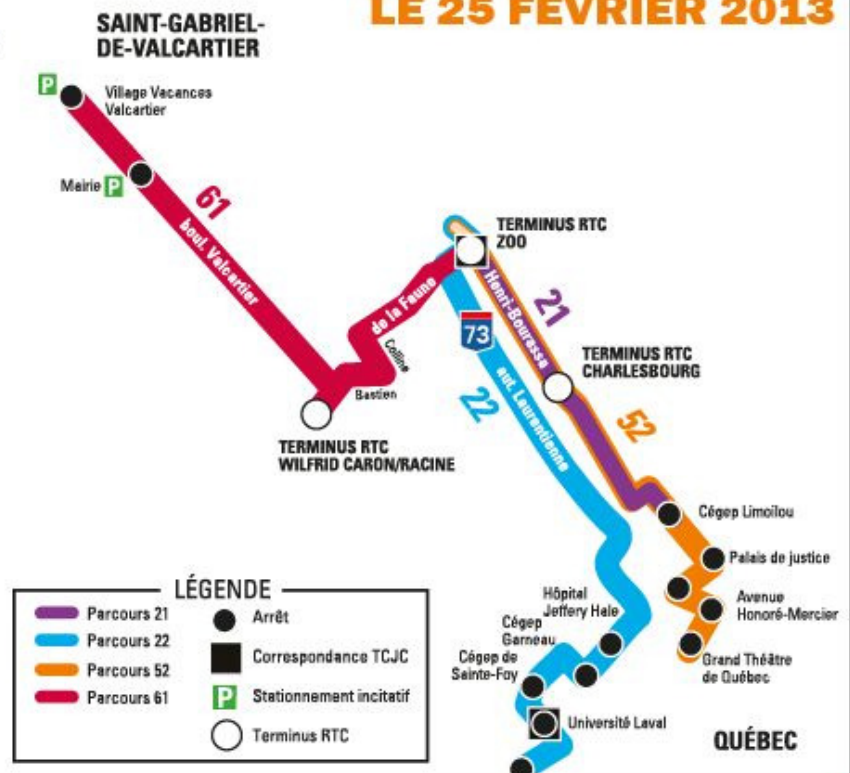 LE 25 FÉVRIER 2013
SAINT-GABRIEL-
DE-VALCARTIER
P
Village Vacances
Valcartier
Mairie P
61
boul. Valcartier
TERMINUS RTC
ZOO
de la Faune
Henri-Bourassa
21
73
Colline
TERMINUS RTC
CHARLESBOURG
Bastien
22
aut. Laurentienne
52
TERMINUS RTC
WILFRID CARON/RACINE
Cégep Limoilou
Palais de justice
Avenue
Honoré-Mercier
Grand Théâtre
de Québec
Hôpital
Jeffery Hale
Cégep
Garneau
Cégep de
Sainte-Foy
Université Laval
QUÉBEC
LÉGENDE
Parcours 21
Parcours 22
Parcours 52
Parcours 61
Arrêt
Correspondance TCJC
P Stationnement incitatif
Terminus RTC